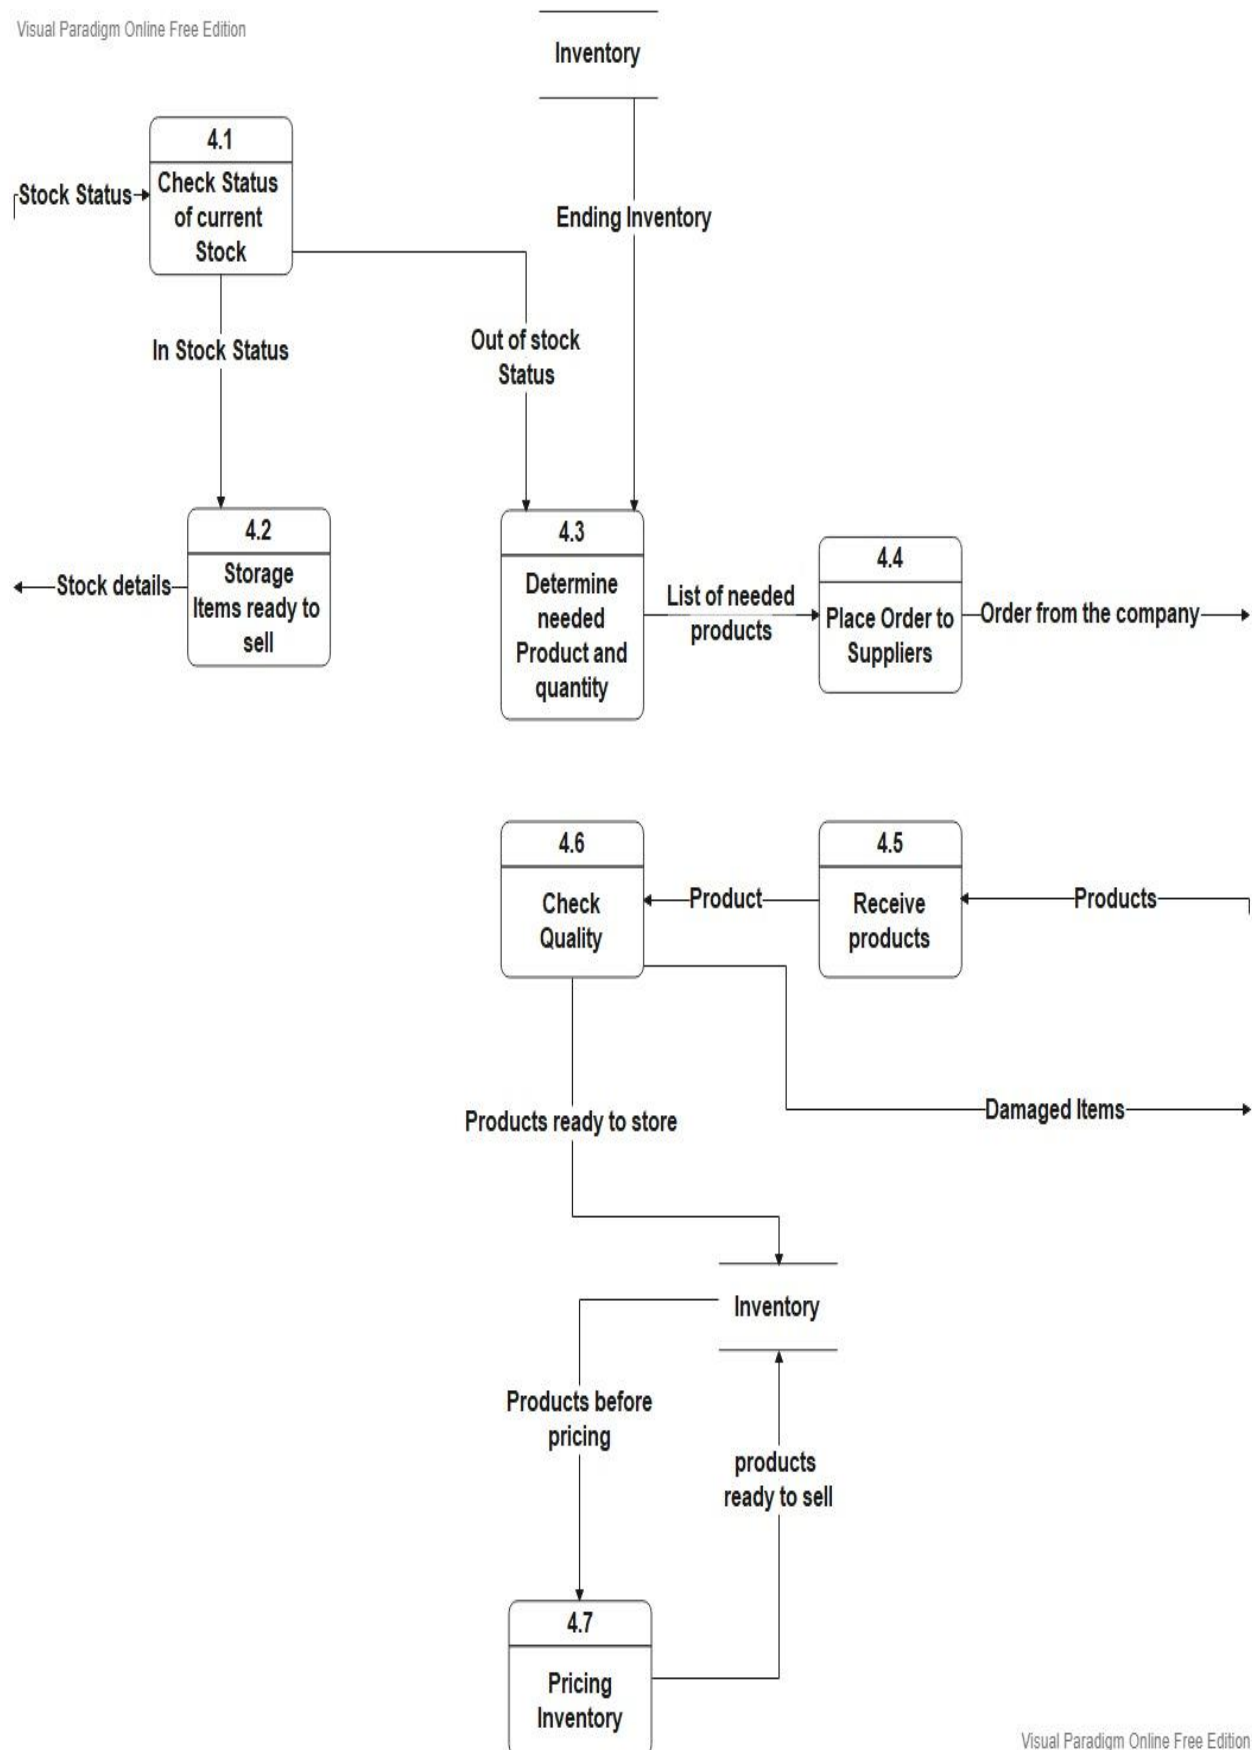 Visual Paradigm Online Free Edition
Inventory
4.1
Check Status
of current
Stock
Stock Status
Ending Inventory
In Stock Status
Out of stock
Status
4.2
Storage
Items ready to
sell
Stock details
4.3
Determine
needed
Product and
quantity
List of needed
products
4.4
Place Order to
Suppliers
Order from the company
4.6
Check
Quality
Product
4.5
Receive
products
Products
Products ready to store
Damaged Items
Inventory
Products before
pricing
products
ready to sell
4.7
Pricing
Inventory
Visual Paradigm Online Free Edition